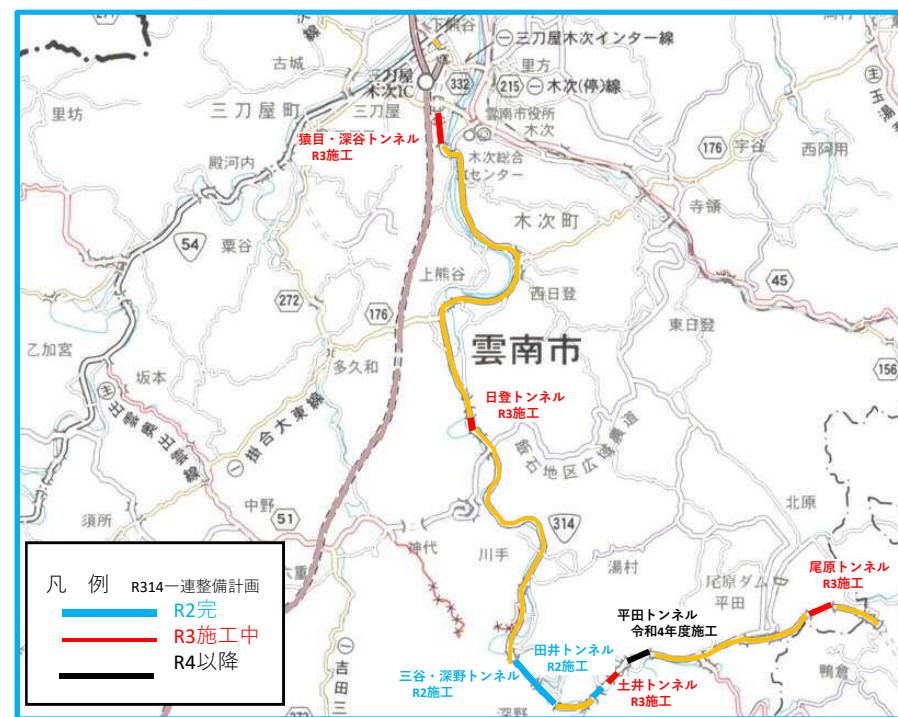 下熊谷
三刀屋木次インター線
古城
里方
木次IC
332
215
木次(停)線
里坊
三刀屋町
三刀屋
雲南市役所
木次
猿目・深谷トンネル
R3施工
176
宇谷
西阿用
殿河内
木次総合
センター
寺領
木次町
54
粟谷
上熊谷
272
西日登
45
176
東日登
乙加宮
雲南市
多久和
坂本
156
日登トンネル
R3施工
出雲奥出雲線
掛合大東線
中野
北原
須所
51
314
神代
川手
湯村
尾原ダム
尾原トンネル
R3施工
平田
平田トンネル
令和4年度施工
田井トンネル
R2施工
三谷・深野トンネル
R2施工
土井トンネル
R3施工
鴨倉
深野
六重
吉田三
凡 例 R314一連整備計画
R2完
R3施工中
R4以降